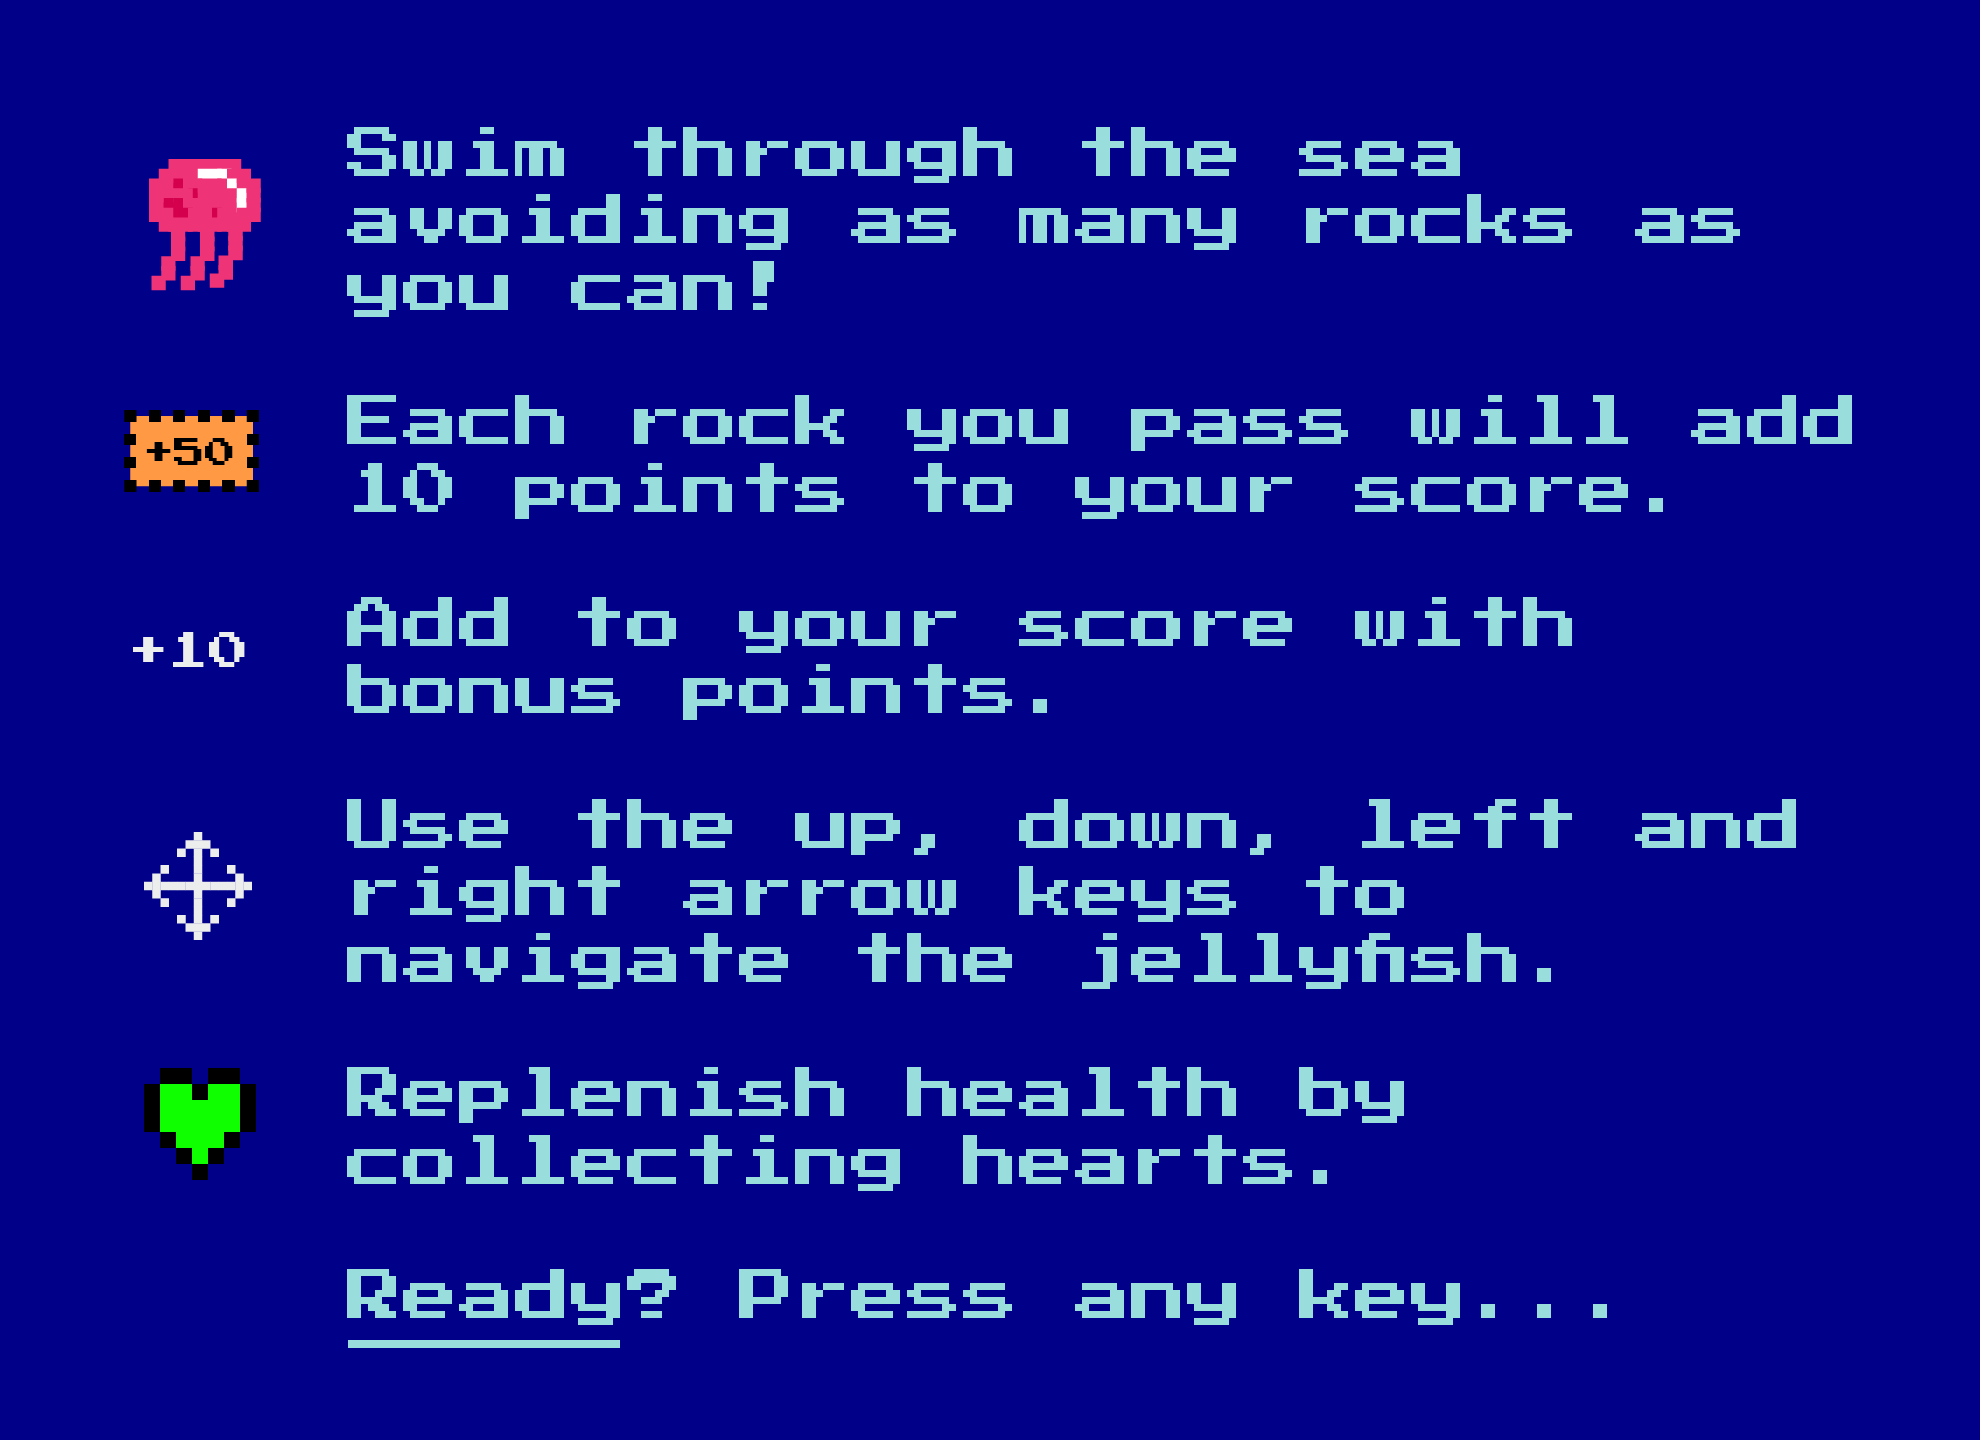 Swim through the sea
avoiding as many rocks as
you can!
+50
Each rock you pass will add
10 points to your score.
+10
Add to your score with
bonus points.
Use the up, down, left and
right arrow keys to
navigate the jellyfish.
Replenish health by
collecting hearts.
Ready? Press any key...